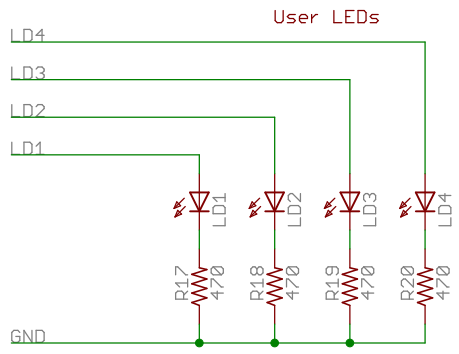 User LEDs
LD4
LD3
LD2
LD1
LD1
LD2
LD3
LD4
R17
470
R18
470
R19
470
R20
470
GND